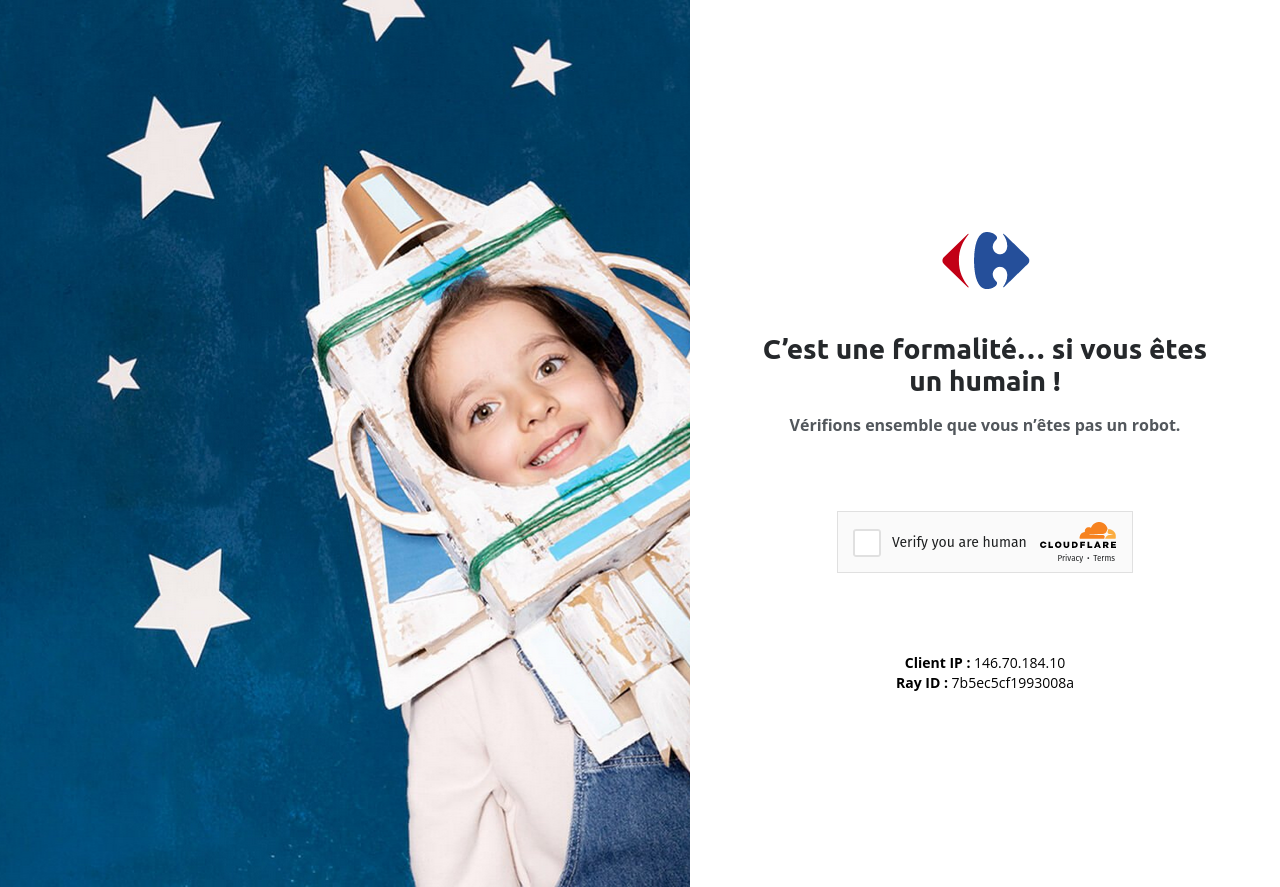 C’est une formalité… si vous êtes
un humain !
Vérifions ensemble que vous n’êtes pas un robot.
Verify you are human
CLOUDFLARE
Privacy • Terms
Client IP : 146.70.184.10
Ray ID : 7b5ec5cf1993008a